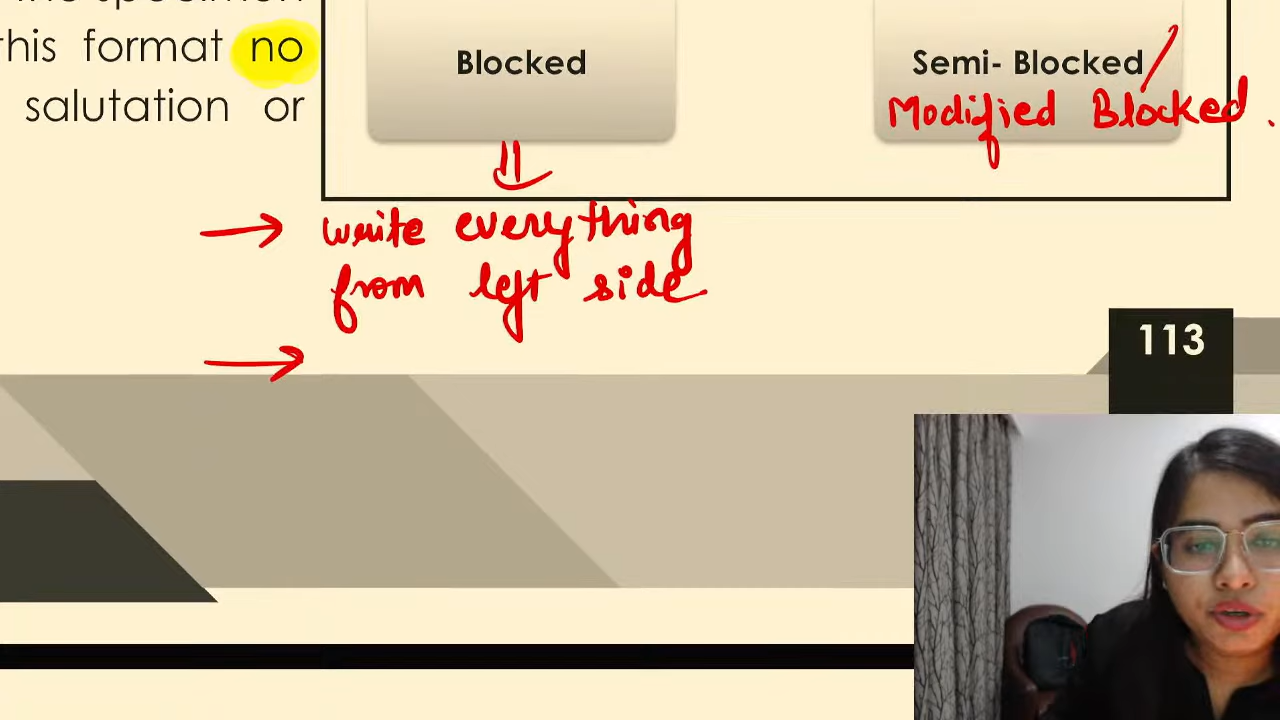 this format no
salutation or
Blocked
Semi- Blocked
Modified Blocked.
→ write everything
from left side
→
113